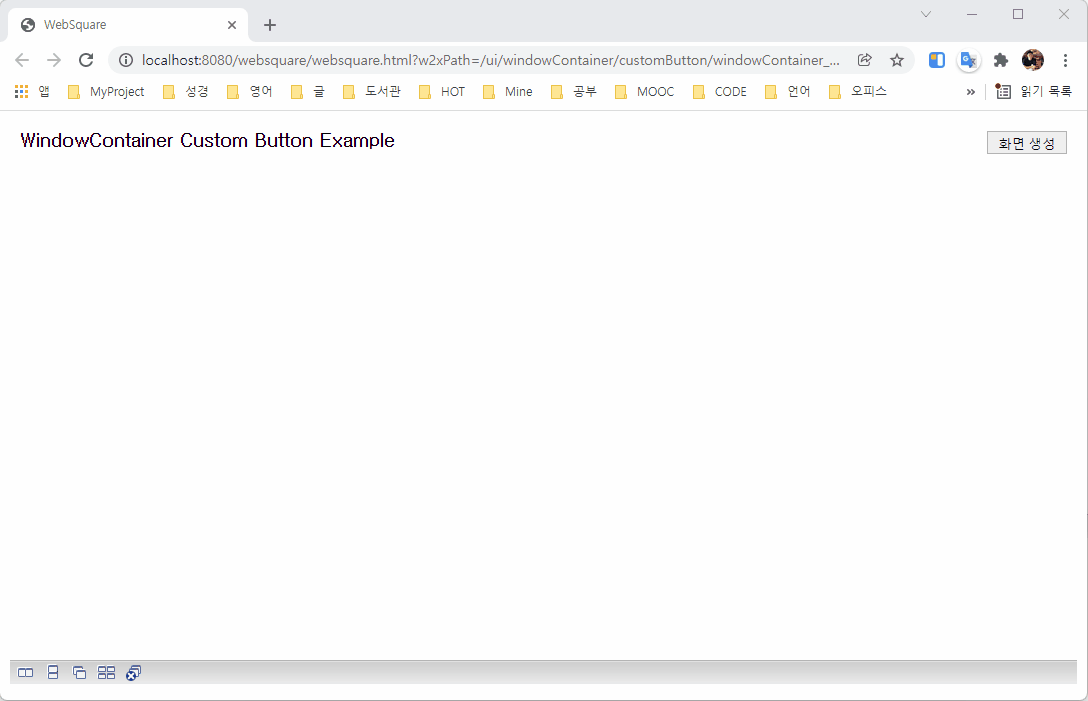 WebSquare
localhost:8080/websquare/websquare.html?w2xPath=/ui/windowContainer/customButton/windowContainer_...
앱 MyProject 성경 영어 글 도서관 HOT Mine 공부 MOOC CODE 언어 오피스 » 읽기 목록
WindowContainer Custom Button Example 화면 생성